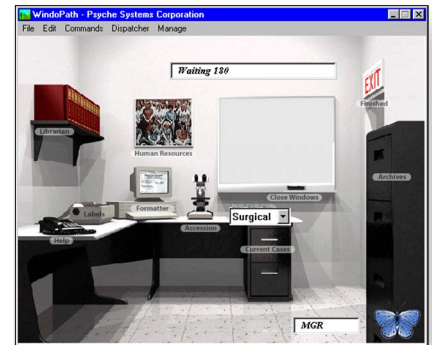 WindoPath - Psyche Systems Corporation
File Edit Commands Dispatcher Manage
Waiting 180
EXIT
Finished
Librarian
Human Resources
Archives
Close Windows
Labels
Formatter
Surgical
Accession
Help
Current Cases
MGR